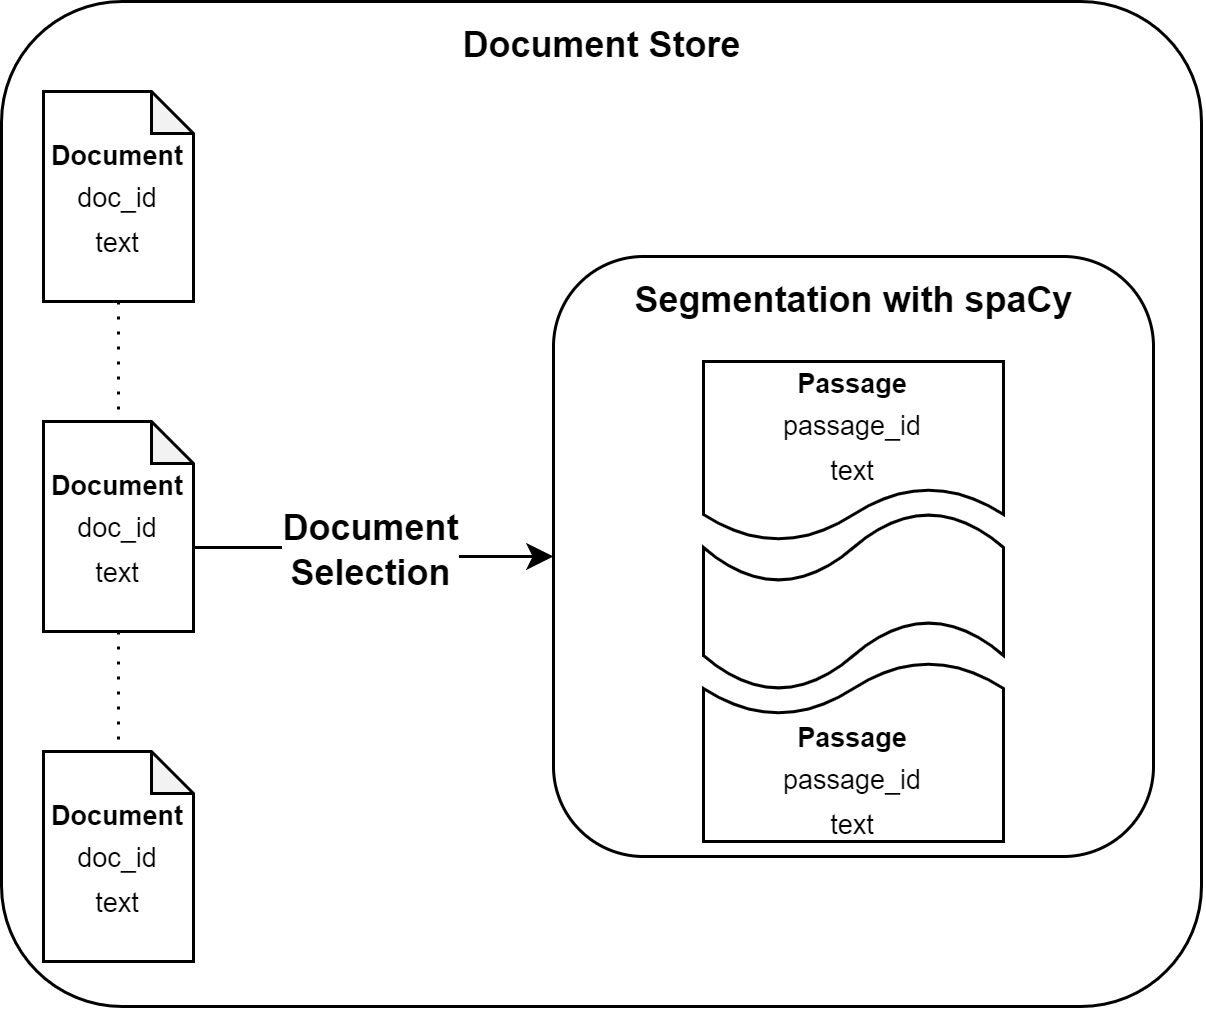 Document Store
Document
doc_id
text
Document
doc_id
text
Document
doc_id
text
Document
Selection
Segmentation with spaCy
Passage
passage_id
text
Passage
passage_id
text